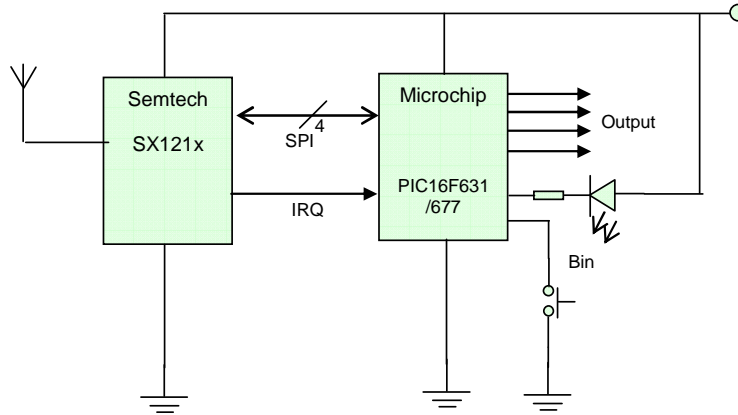 Semtech
SX121x
SPI
4
IRQ
Microchip
PIC16F631
/677
Output
Bin